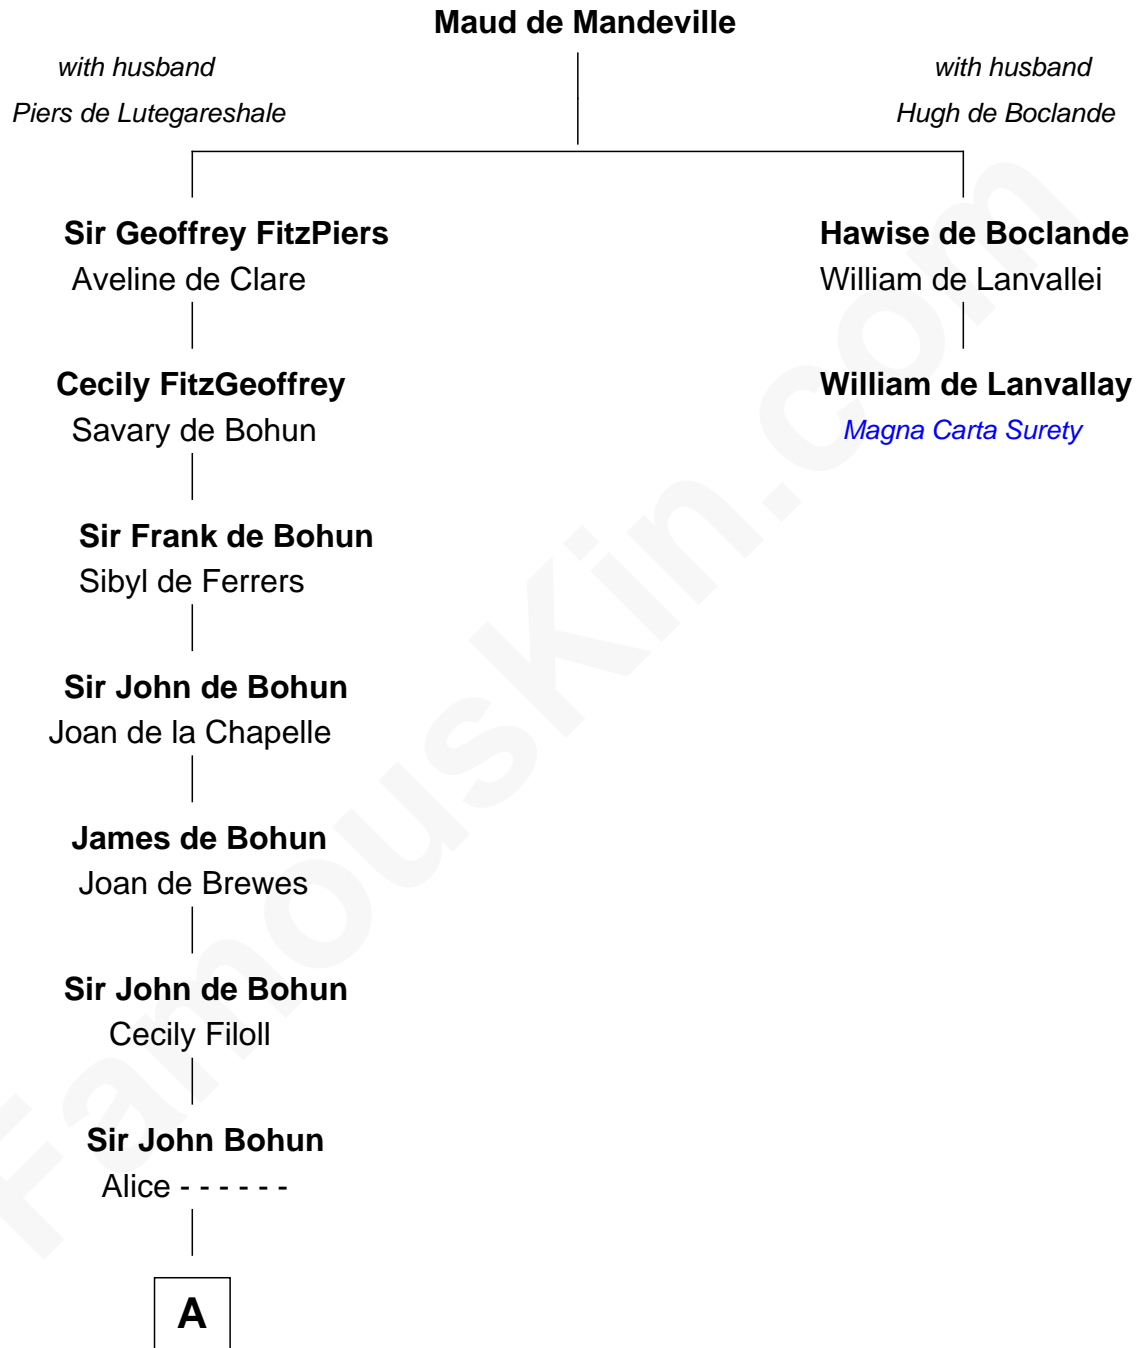 Maud de Mandeville
with husband
Piers de Lutegareshale
with husband
Hugh de Boclande
Sir Geoffrey FitzPiers
Aveline de Clare
Hawise de Boclande
William de Lanvallei
Cecily FitzGeoffrey
Savary de Bohun
William de Lanvallay
Magna Carta Surety
Sir Frank de Bohun
Sibyl de Ferrers
Sir John de Bohun
Joan de la Chapelle
James de Bohun
Joan de Brewes
Sir John de Bohun
Cecily Filoll
Sir John Bohun
Alice - - - - - -
A
FamousKin.com